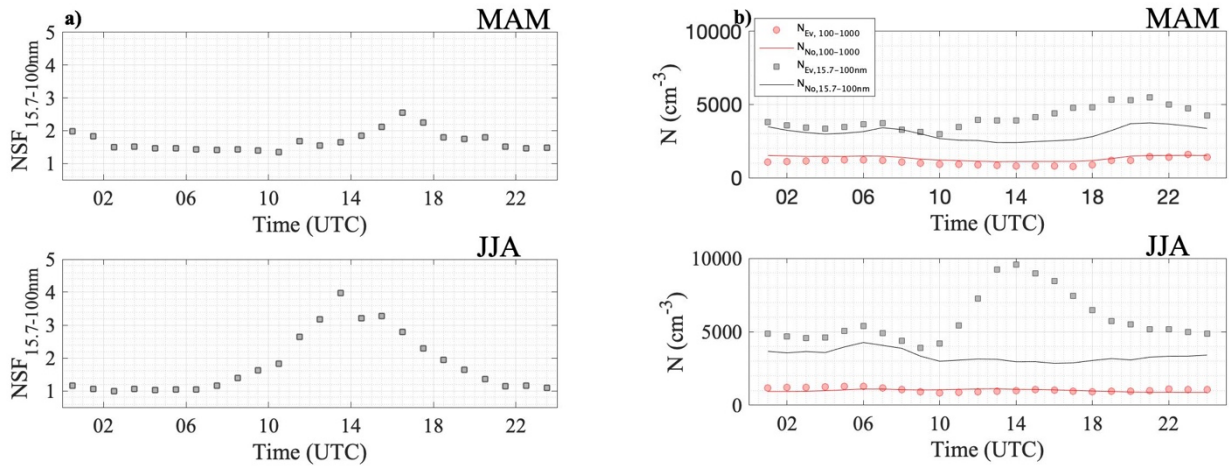 a)
MAM
5
4
3
2
1
NSF15.7-100nm
02 06 10 14 18 22
Time (UTC)
JJA
5
4
3
2
1
NSF15.7-100nm
02 06 10 14 18 22
Time (UTC)
b)
MAM
10000
5000
0
N (cm-3)
NEv, 100-1000
NNo,100-1000
NEv,15.7-100nm
NNo,15.7-100nm
02 06 10 14 18 22
Time (UTC)
JJA
10000
5000
0
N (cm-3)
02 06 10 14 18 22
Time (UTC)